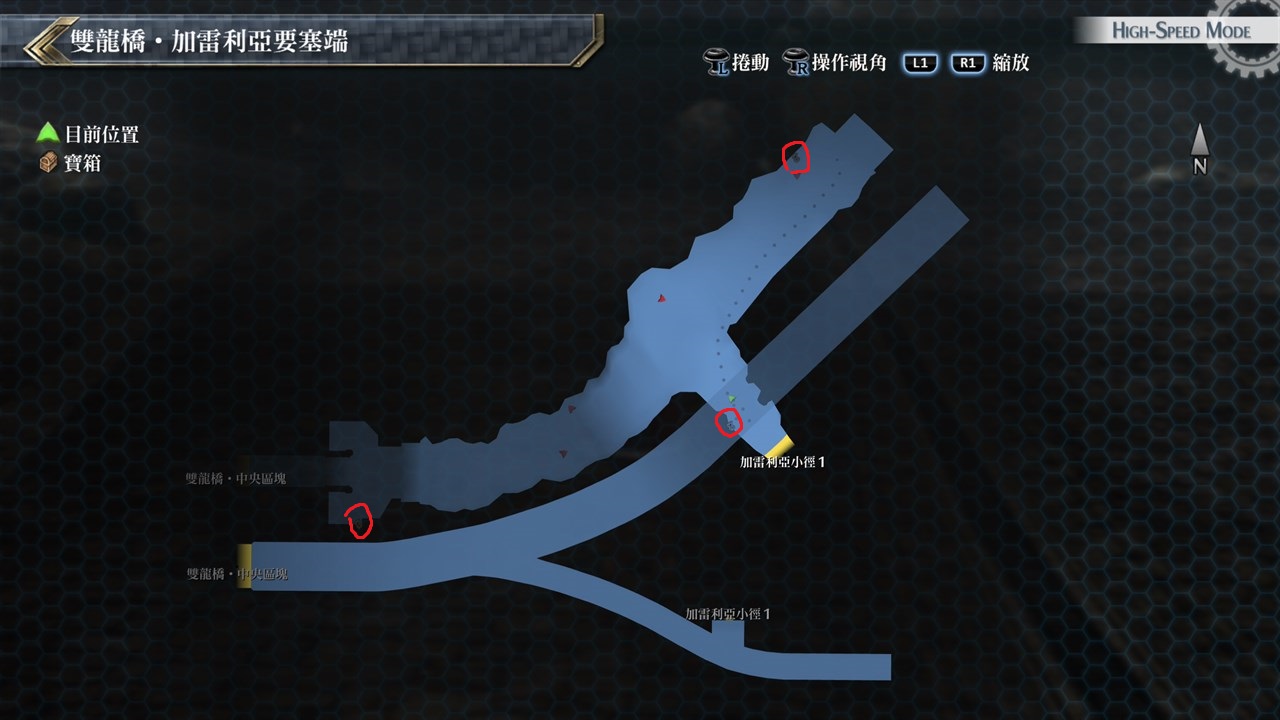 雙龍橋・加雷利亞要塞端
HIGH-SPEED MODE
L 捲動 R 操作視角 L1 R1 縮放
目前位置
寶箱
N
加雷利亞小徑1
雙龍橋・中央區塊
雙龍橋・中央區塊
加雷利亞小徑1